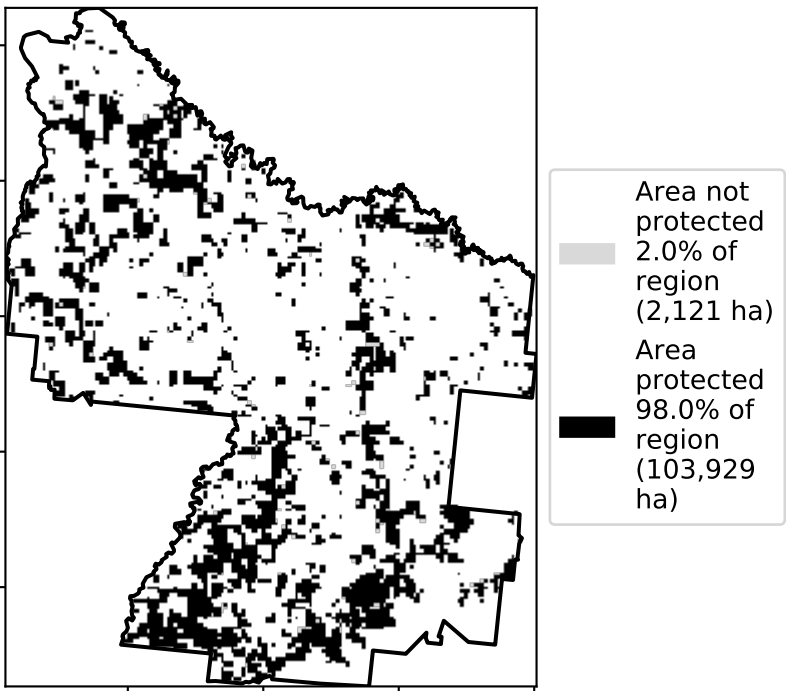 Area not
protected
2.0% of
region
(2,121 ha)
Area
protected
98.0% of
region
(103,929
ha)